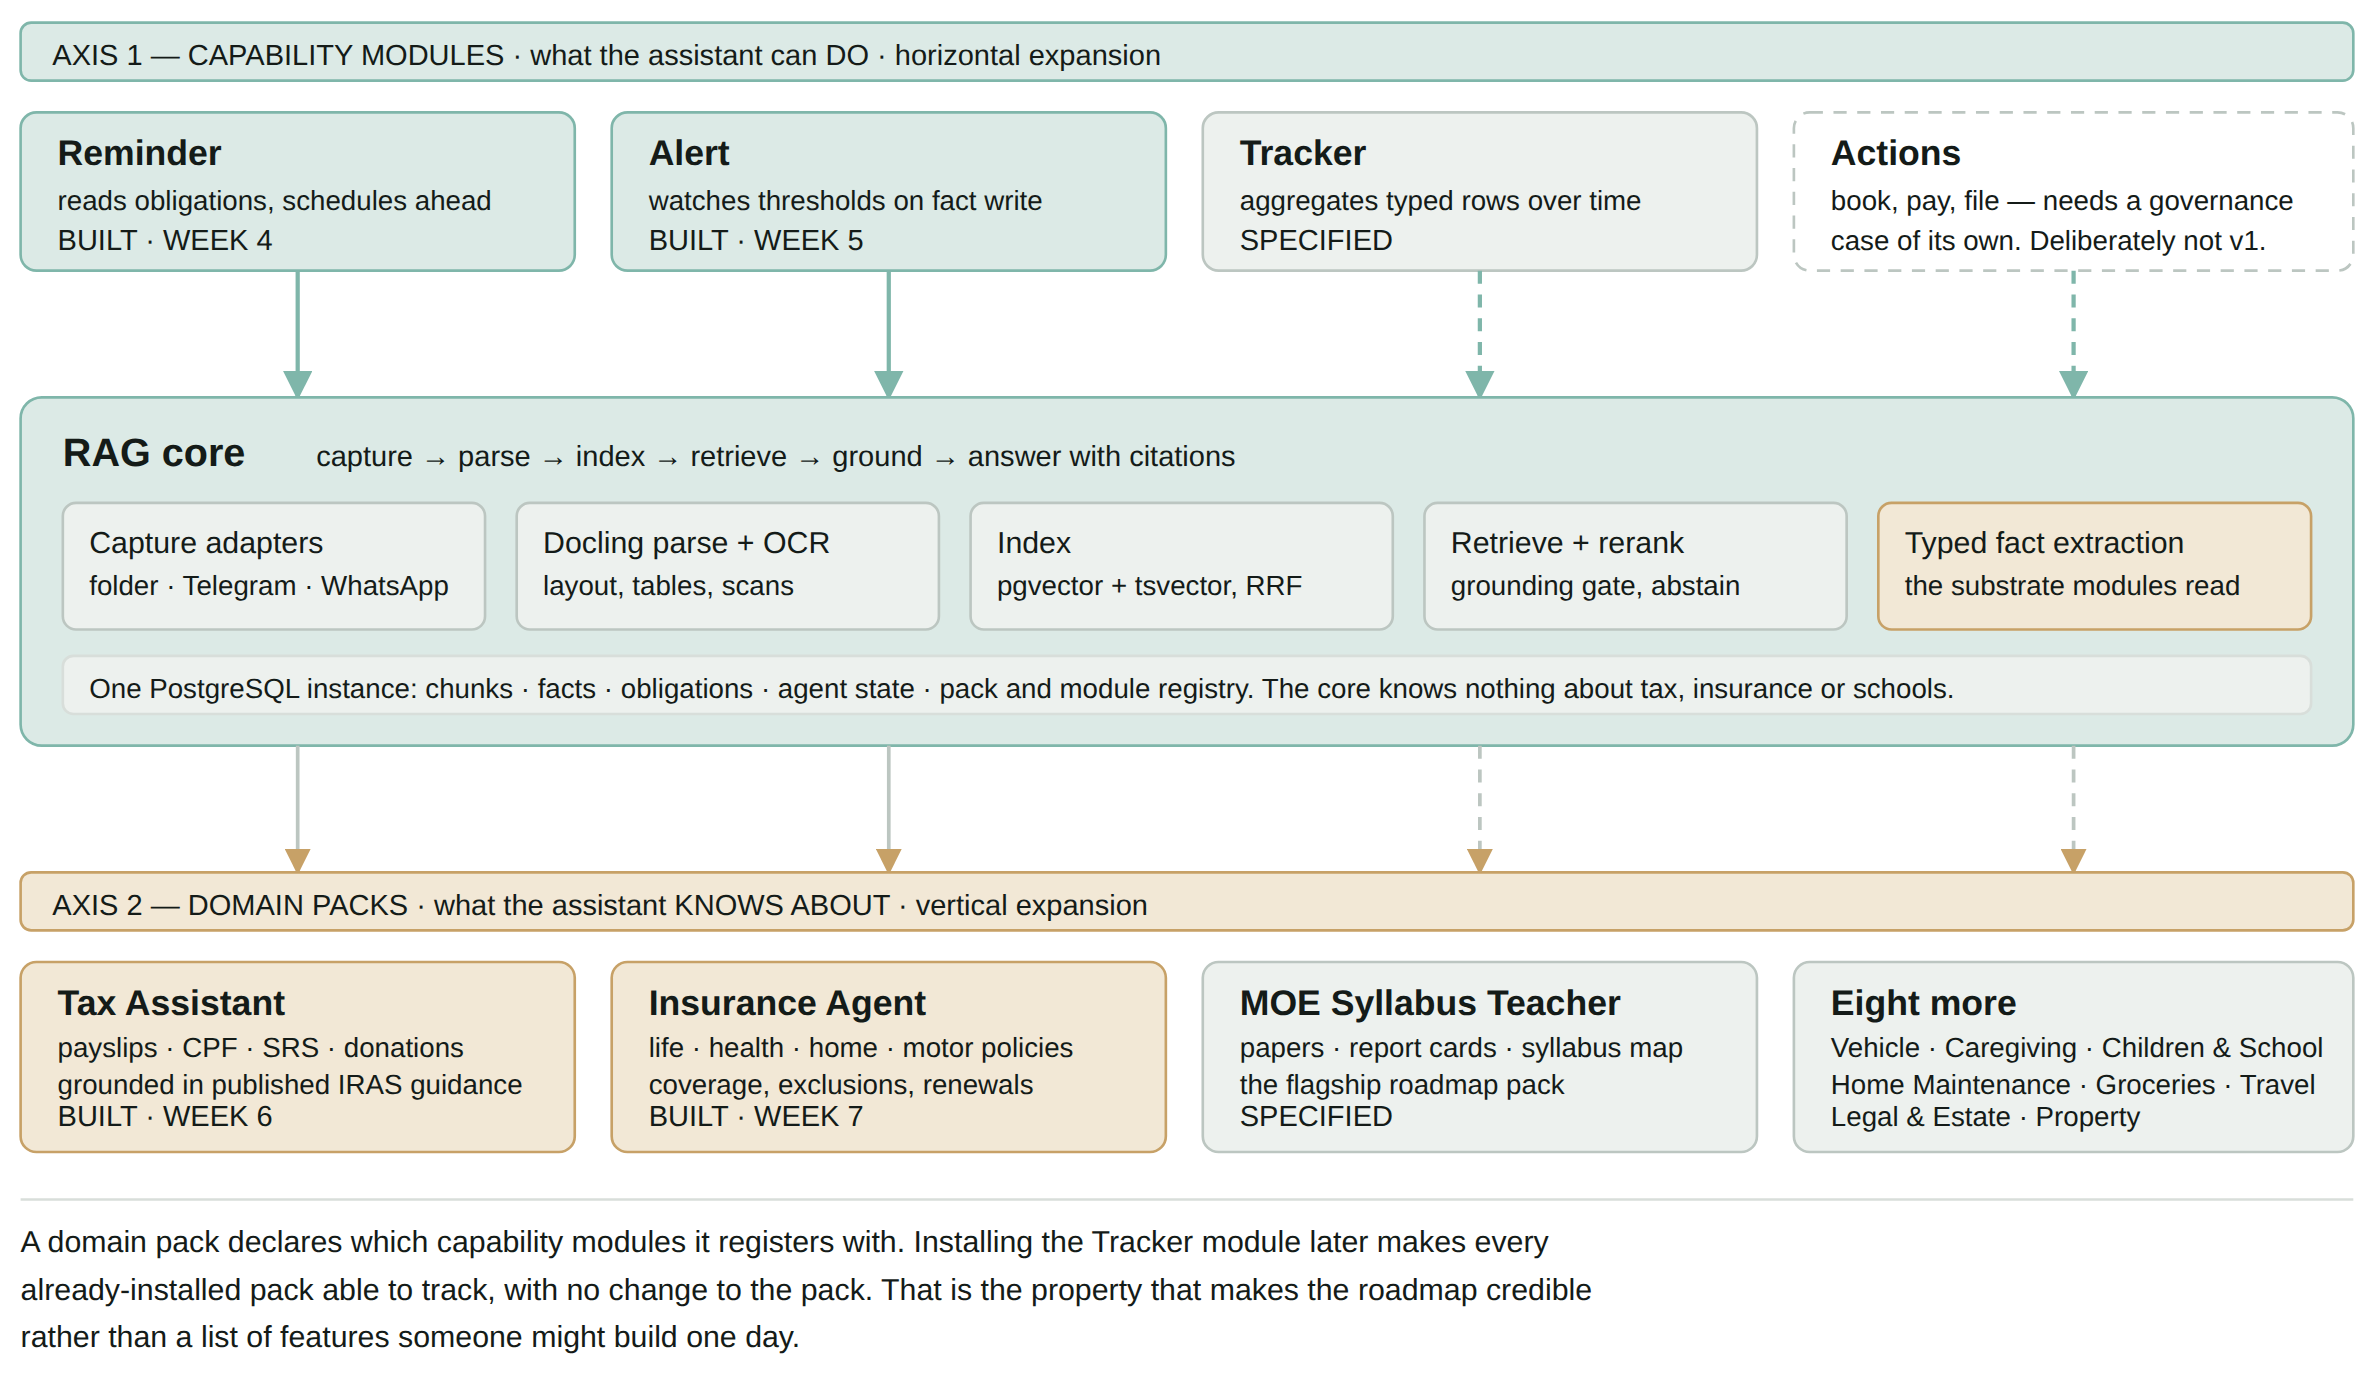 AXIS 1 — CAPABILITY MODULES · what the assistant can DO · horizontal expansion
Reminder
reads obligations, schedules ahead
BUILT · WEEK 4
Alert
watches thresholds on fact write
BUILT · WEEK 5
Tracker
aggregates typed rows over time
SPECIFIED
Actions
book, pay, file — needs a governance
case of its own. Deliberately not v1.
RAG core
capture → parse → index → retrieve → ground → answer with citations
Capture adapters
folder · Telegram · WhatsApp
Docling parse + OCR
layout, tables, scans
Index
pgvector + tsvector, RRF
Retrieve + rerank
grounding gate, abstain
Typed fact extraction
the substrate modules read
One PostgreSQL instance: chunks · facts · obligations · agent state · pack and module registry. The core knows nothing about tax, insurance or schools.
AXIS 2 — DOMAIN PACKS · what the assistant KNOWS ABOUT · vertical expansion
Tax Assistant
payslips · CPF · SRS · donations
grounded in published IRAS guidance
BUILT · WEEK 6
Insurance Agent
life · health · home · motor policies
coverage, exclusions, renewals
BUILT · WEEK 7
MOE Syllabus Teacher
papers · report cards · syllabus map
the flagship roadmap pack
SPECIFIED
Eight more
Vehicle · Caregiving · Children & School
Home Maintenance · Groceries · Travel
Legal & Estate · Property
A domain pack declares which capability modules it registers with. Installing the Tracker module later makes every
already-installed pack able to track, with no change to the pack. That is the property that makes the roadmap credible
rather than a list of features someone might build one day.